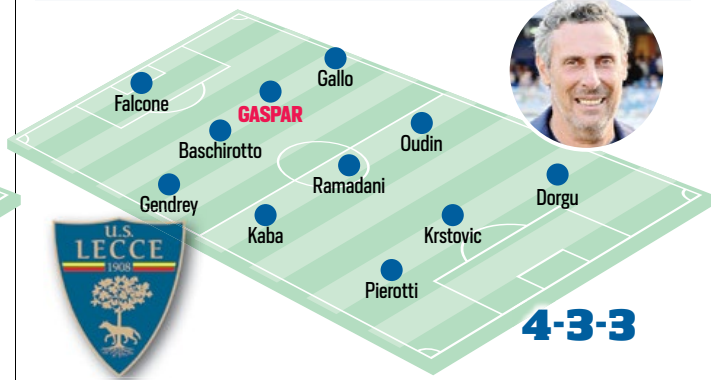 Gallo
Falcone
GASPAR
Oudin
Baschirotto
Ramadani
Dorgu
Gendrey
Kaba
Krstovic
Pierotti
U.S.
LECCE
1908
4-3-3